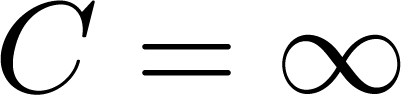 C = ∞